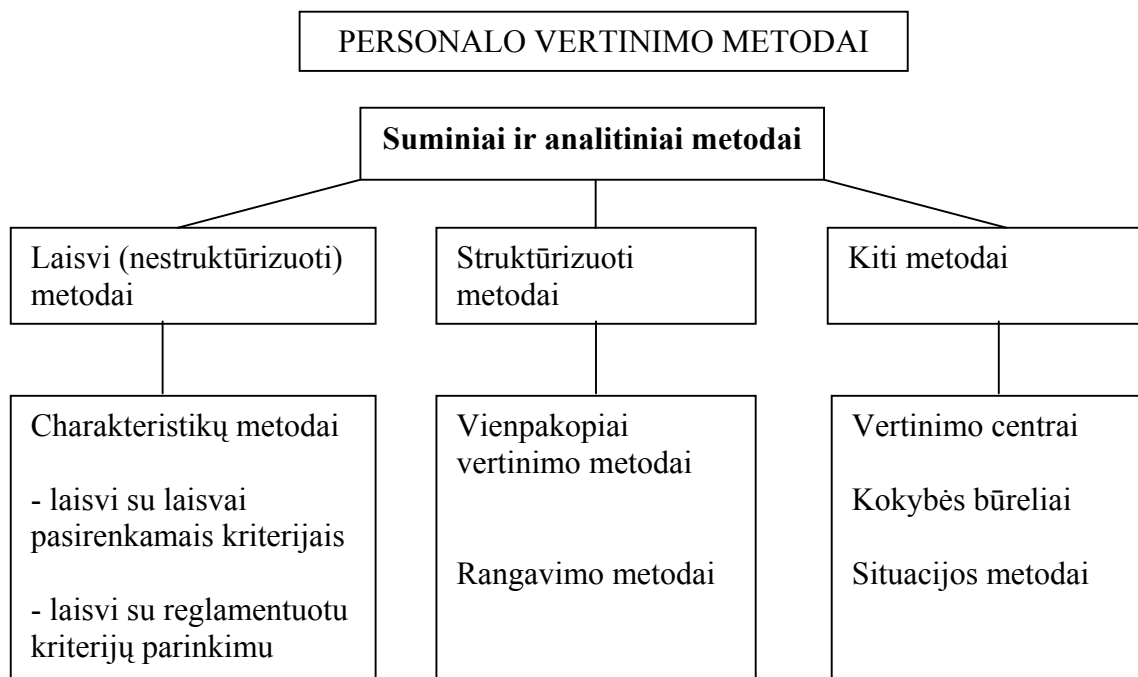 PERSONALO VERTINIMO METODAI
Suminiai ir analitiniai metodai
Laisvi (nestruktūrizuoti)
metodai
Struktūrizuoti
metodai
Kiti metodai
Charakteristikų metodai
- laisvi su laisvai
pasirenkamais kriterijais
- laisvi su reglamentuotu
kriterijų parinkimu
Vienpakopiai
vertinimo metodai
Rangavimo metodai
Vertinimo centrai
Kokybės būreliai
Situacijos metodai